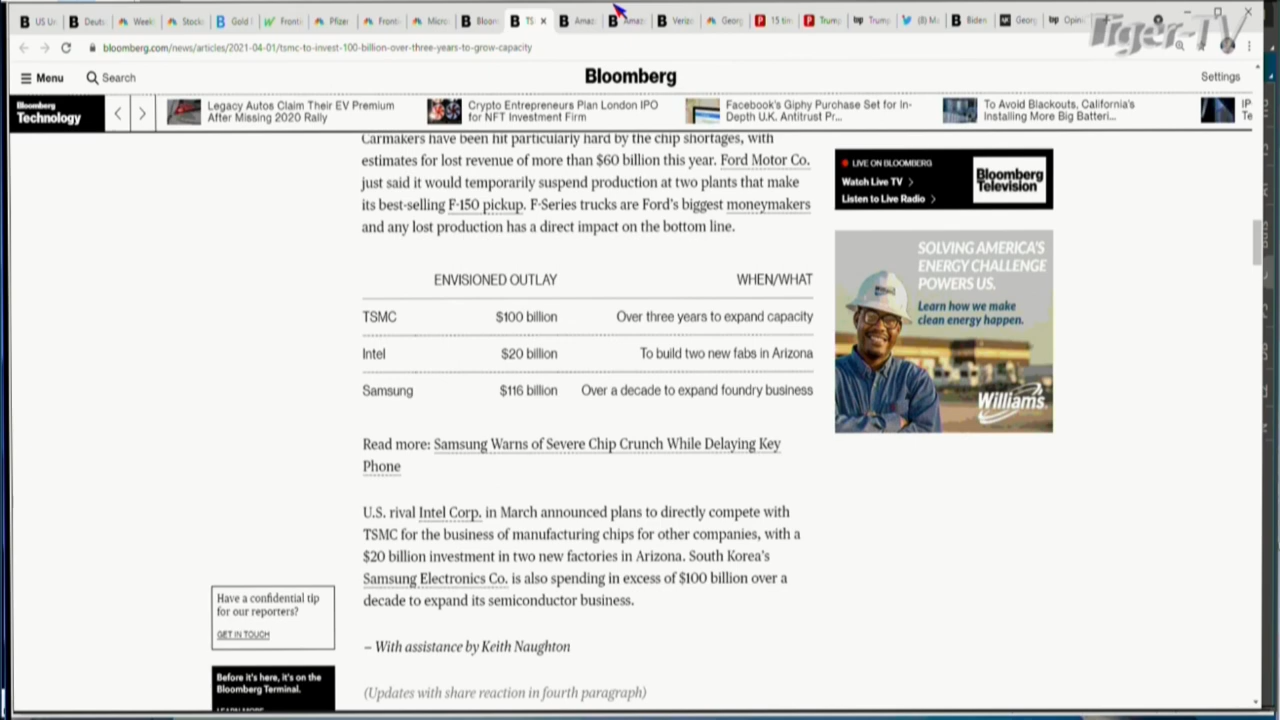 US U
Deut
Week
Stock
Gold
Fronti
Pfizer
Fronti
Micro
Bloon
TS
Amaz
Amaz
Veriz
Georg
15 tim
Trump
Trump
(8) M
Biden
Georg
Opini
Tiger-TV
bloomberg.com/news/articles/2021-04-01/tsmc-to-invest-100-billion-over-three-years-to-grow-capacity
Menu
Search
Bloomberg
Settings
Bloomberg
Technology
Legacy Autos Claim Their EV Premium
After Missing 2020 Rally
Crypto Entrepreneurs Plan London IPO
for NFT Investment Firm
Facebook's Giphy Purchase Set for In-
Depth U.K. Antitrust Pr...
To Avoid Blackouts, California's
Installing More Big Batteri...
IP
Te
Carmakers have been hit particularly hard by the chip shortages, with
estimates for lost revenue of more than $60 billion this year. Ford Motor Co.
just said it would temporarily suspend production at two plants that make
its best-selling F-150 pickup. F-Series trucks are Ford's biggest moneymakers
and any lost production has a direct impact on the bottom line.
ENVISIONED OUTLAY WHEN/WHAT
TSMC $100 billion Over three years to expand capacity
Intel $20 billion To build two new fabs in Arizona
Samsung $116 billion Over a decade to expand foundry business
Read more: Samsung Warns of Severe Chip Crunch While Delaying Key
Phone
U.S. rival Intel Corp. in March announced plans to directly compete with
TSMC for the business of manufacturing chips for other companies, with a
$20 billion investment in two new factories in Arizona. South Korea's
Samsung Electronics Co. is also spending in excess of $100 billion over a
decade to expand its semiconductor business.
– With assistance by Keith Naughton
(Updates with share reaction in fourth paragraph)
LIVE ON BLOOMBERG
Watch Live TV
Listen to Live Radio
Bloomberg
Television
SOLVING AMERICA'S
ENERGY CHALLENGE
POWERS US.
Learn how we make
clean energy happen.
Williams
Have a confidential tip
for our reporters?
GET IN TOUCH
Before it's here, it's on the
Bloomberg Terminal.
LEARN MORE